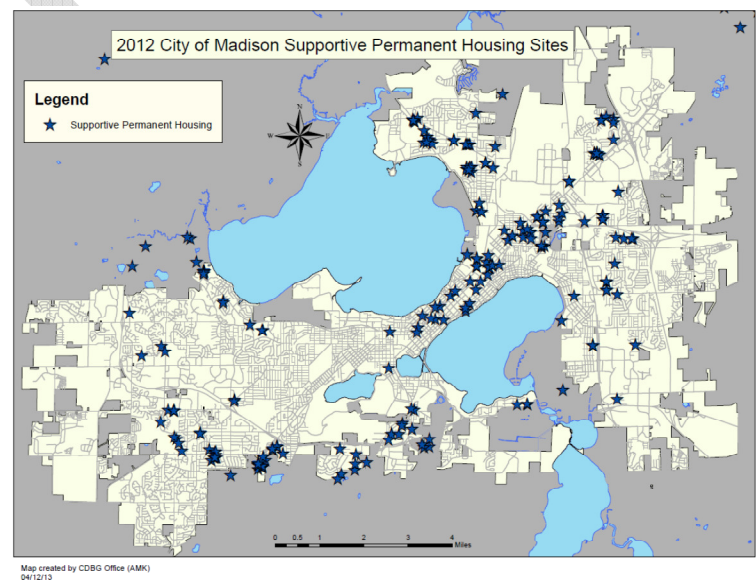 2012 City of Madison Supportive Permanent Housing Sites
Legend
Supportive Permanent Housing
N
W
E
S
0 0.5 1 2 3 4
Miles
Map created by CDBG Office (AMK)
04/12/13